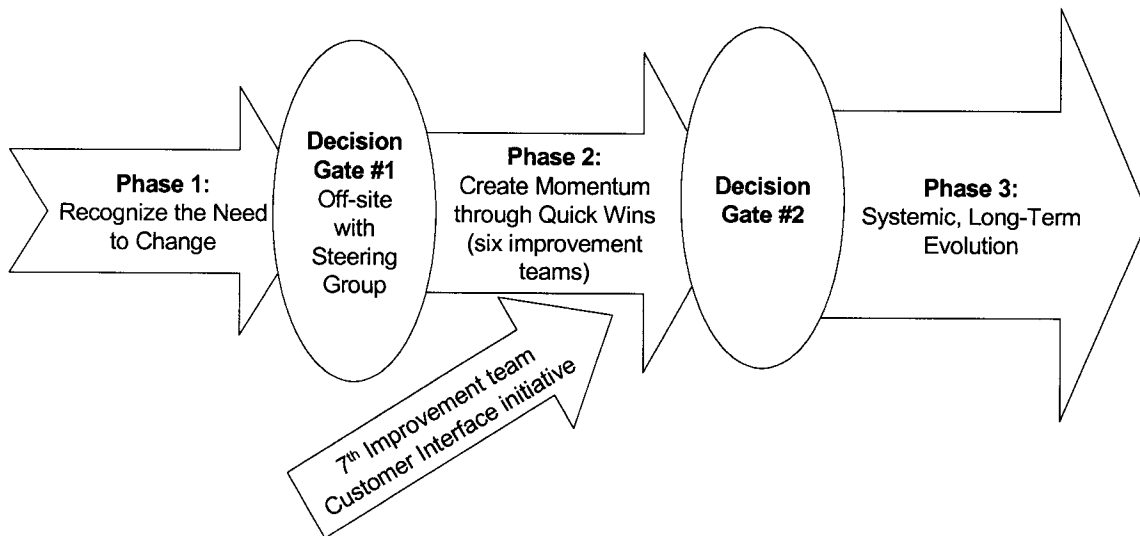 Phase 1:
Recognize the Need
to Change
Decision
Gate #1
Off-site
with
Steering
Group
Phase 2:
Create Momentum
through Quick Wins
(six improvement
teams)
7th Improvement team
Customer Interface initiative
Decision
Gate #2
Phase 3:
Systemic, Long-Term
Evolution